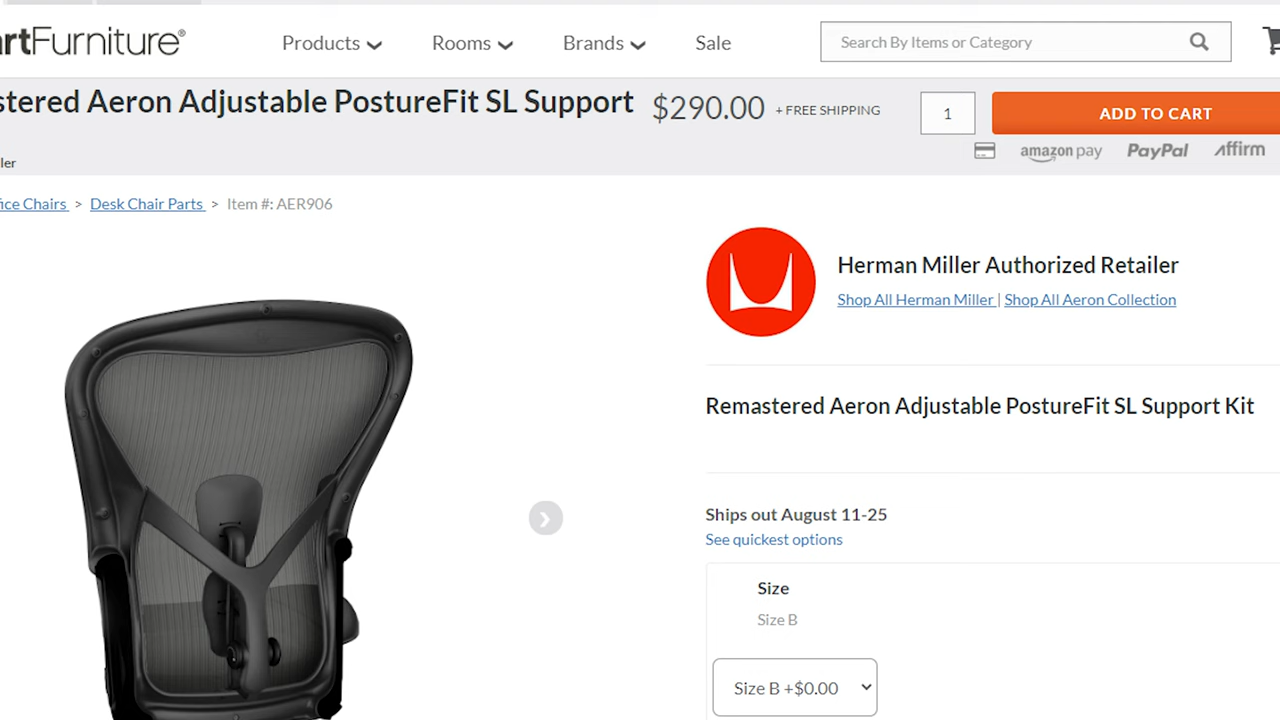 artFurniture®
Products
Rooms
Brands
Sale
Search By Items or Category
stered Aeron Adjustable PostureFit SL Support
$290.00
+ FREE SHIPPING
1
ADD TO CART
ler
amazon pay
PayPal
affirm
ice Chairs > Desk Chair Parts > Item #: AER906
Herman Miller Authorized Retailer
Shop All Herman Miller | Shop All Aeron Collection
Remastered Aeron Adjustable PostureFit SL Support Kit
Ships out August 11-25
See quickest options
Size
Size B
Size B +$0.00